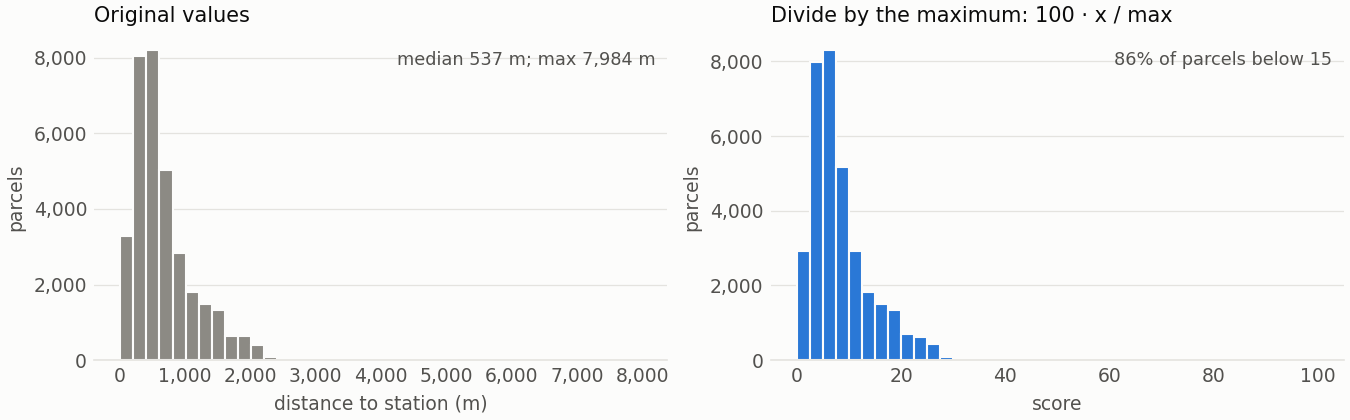 Original values
median 537 m; max 7,984 m
8,000
6,000
4,000
2,000
0
parcels
0 1,000 2,000 3,000 4,000 5,000 6,000 7,000 8,000
distance to station (m)
Divide by the maximum: 100 · x / max
86% of parcels below 15
8,000
6,000
4,000
2,000
0
parcels
0 20 40 60 80 100
score